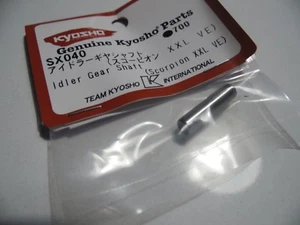 KYOSHO
Genuine Kyosho Parts
SX040 ●700
アイドラーギヤシャフト
(スコーピオン XXL VE)
Idler Gear Shaft (Scorpion XXL VE)
TEAM KYOSHO K INTERNATIONAL